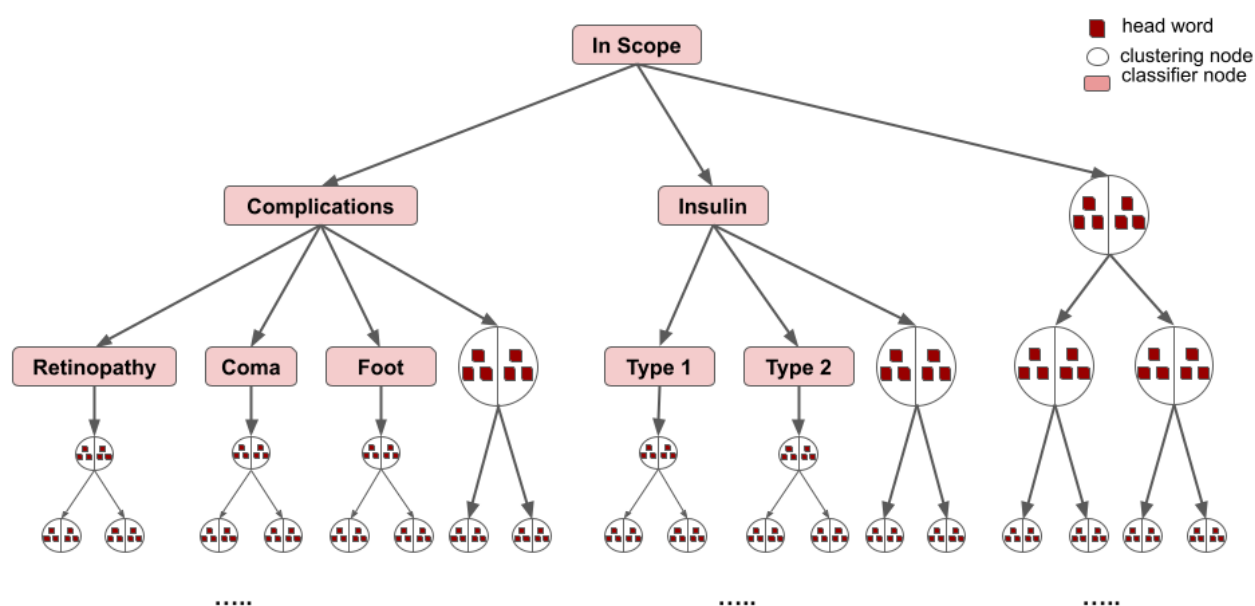 In Scope
head word
clustering node
classifier node
Complications
Insulin
Retinopathy
Coma
Foot
Type 1
Type 2
..... ..... .....